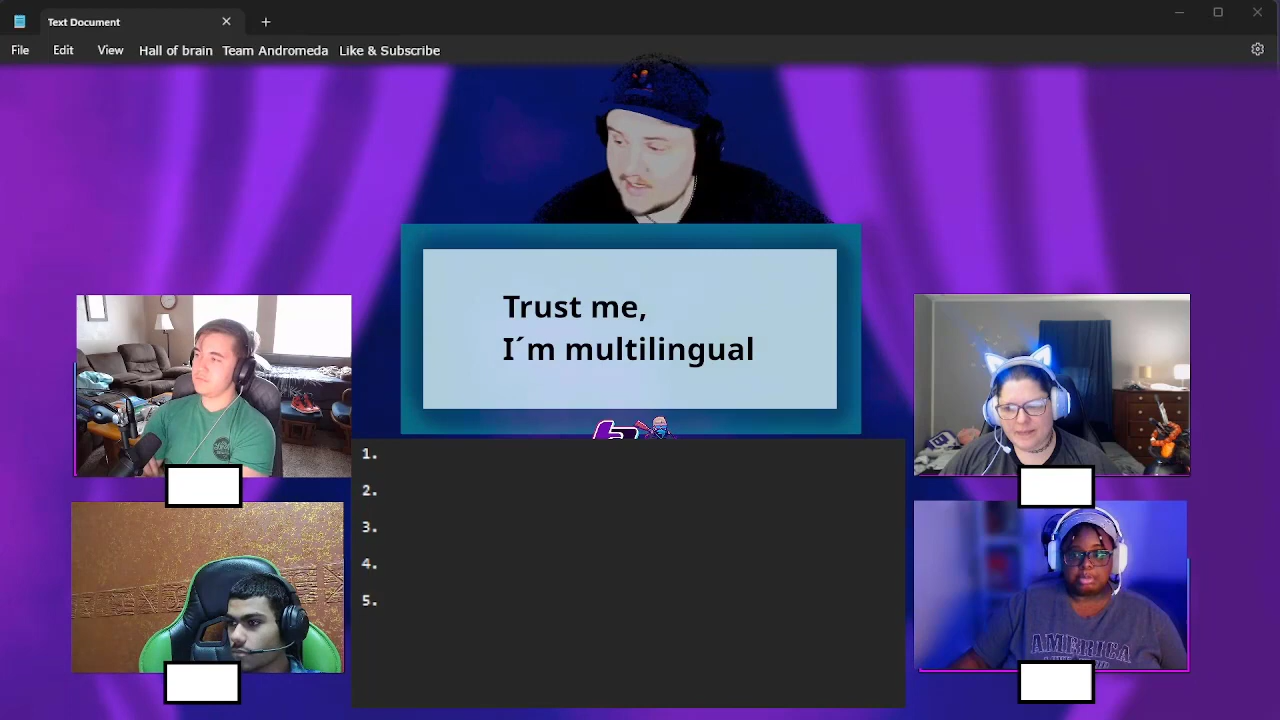 Text Document
File Edit View Hall of brain Team Andromeda Like & Subscribe
Trust me,
I´m multilingual
1.
2.
3.
4.
5.
AMERICA